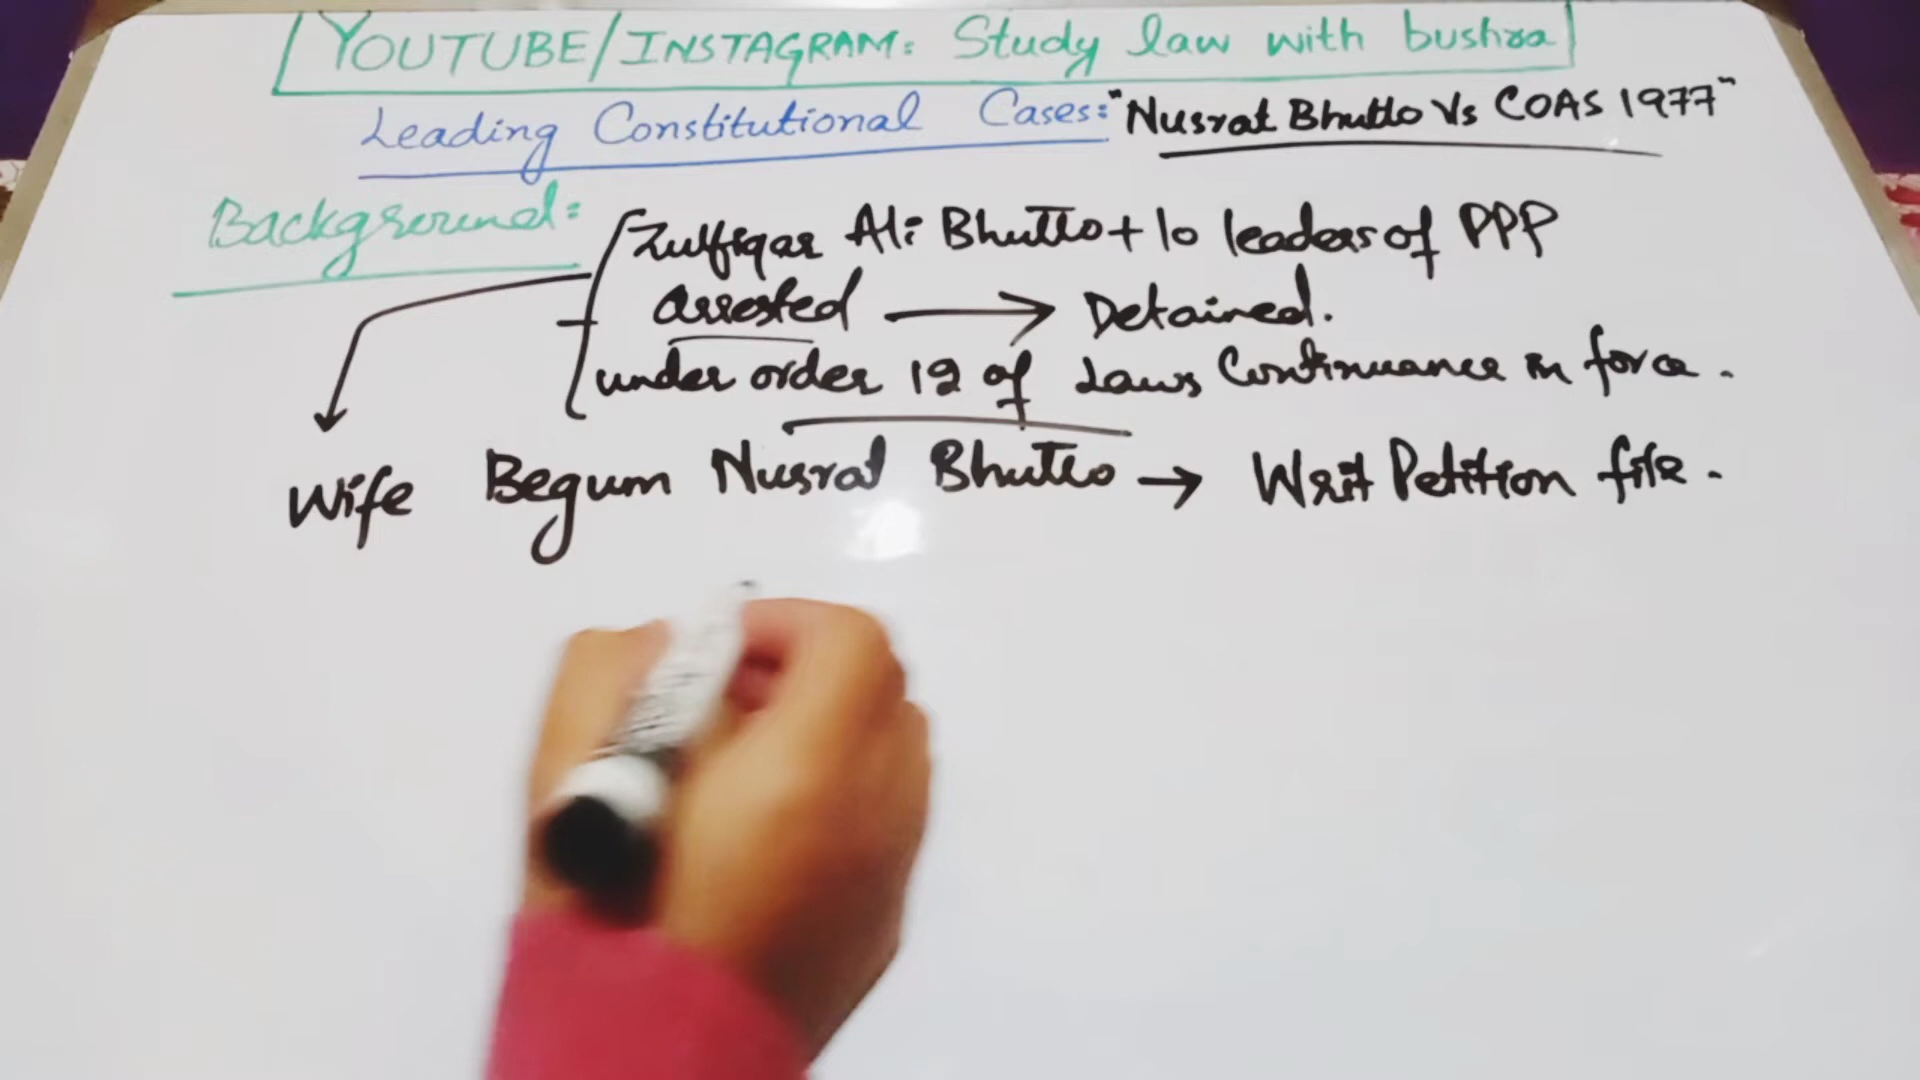 YOUTUBE/INSTAGRAM: Study law with bushra
Leading Constitutional Cases: "Nusrat Bhutto Vs COAS 1977"
Background:
Zulfiqar Ali Bhutto + 10 leaders of PPP
arrested → Detained.
under order 12 of Laws Continuance in force.
Wife Begum Nusrat Bhutto → Writ Petition file.